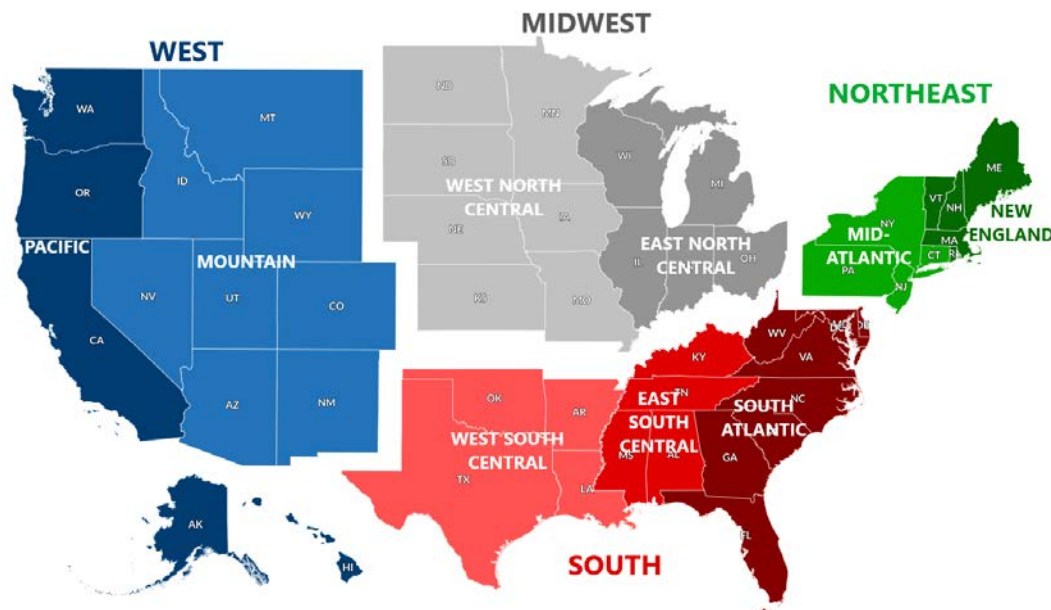 MIDWEST
WEST
NORTHEAST
WA
MT
ND
MN
OR
ID
WY
SD
WI
MI
ME
VT
NH
NY
MA
CT
NEW
ENGLAND
MID-
ATLANTIC
PA
NJ
WEST NORTH
CENTRAL
NE
IA
EAST NORTH
CENTRAL
IL
OH
PACIFIC
MOUNTAIN
NV
UT
CO
KS
MO
CA
AZ
NM
WV
VA
KY
OK
AR
TN
NC
EAST
SOUTH
CENTRAL
SOUTH
ATLANTIC
WEST SOUTH
CENTRAL
TX
LA
MS
AL
GA
FL
AK
HI
SOUTH